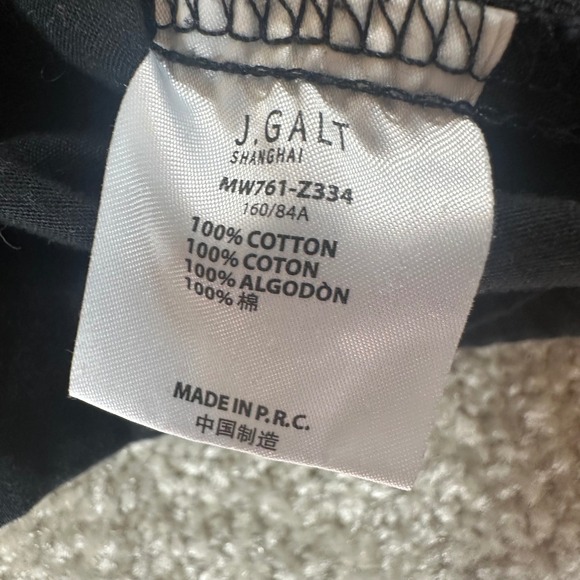 J.GALT
SHANGHAI
MW761-Z334
160/84A
100% COTTON
100% COTON
100% ALGODÒN
100% 棉
MADE IN P.R.C.
中国制造